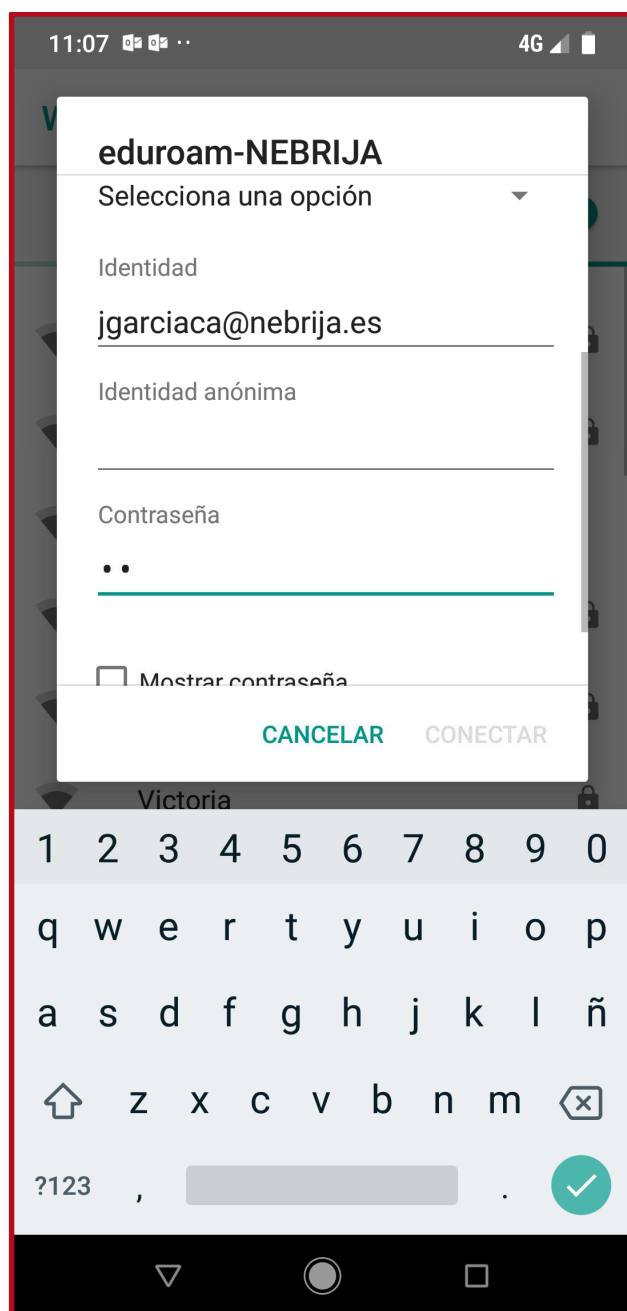 11:07
4G
W
eduroam-NEBRIJA
Selecciona una opción
Identidad
jgarciaca@nebrija.es
Identidad anónima
Contraseña
••
Mostrar contraseña
CANCELAR CONECTAR
Victoria
1 2 3 4 5 6 7 8 9 0
q w e r t y u i o p
a s d f g h j k l ñ
z x c v b n m
?123 , .